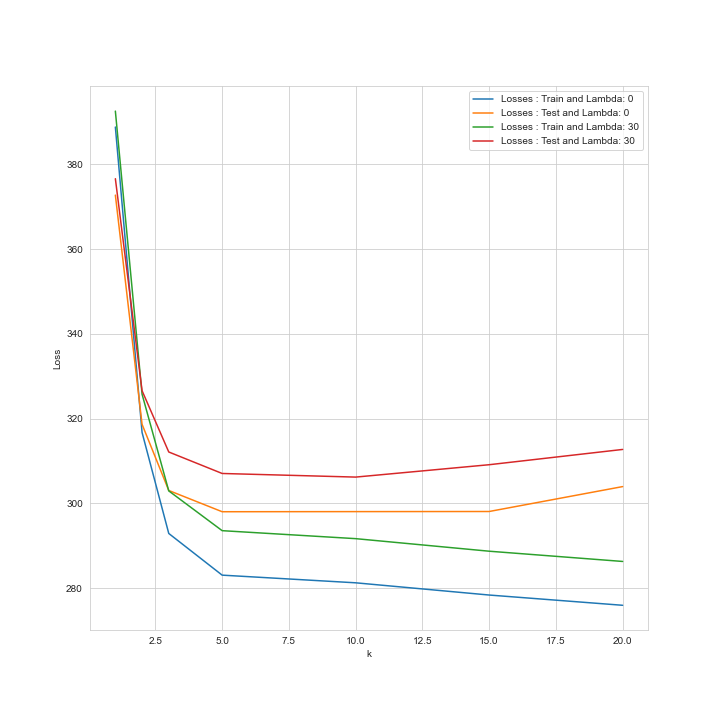 Losses : Train and Lambda: 0
Losses : Test and Lambda: 0
Losses : Train and Lambda: 30
Losses : Test and Lambda: 30
380
360
340
320
300
280
Loss
2.5 5.0 7.5 10.0 12.5 15.0 17.5 20.0
k